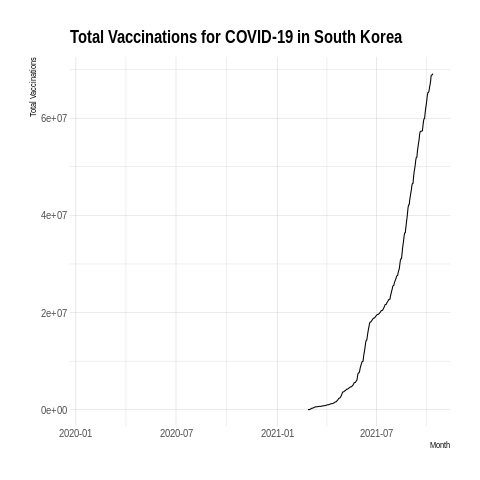 Total Vaccinations for COVID-19 in South Korea
Total Vaccinations
6e+07
4e+07
2e+07
0e+00
2020-01 2020-07 2021-01 2021-07
Month